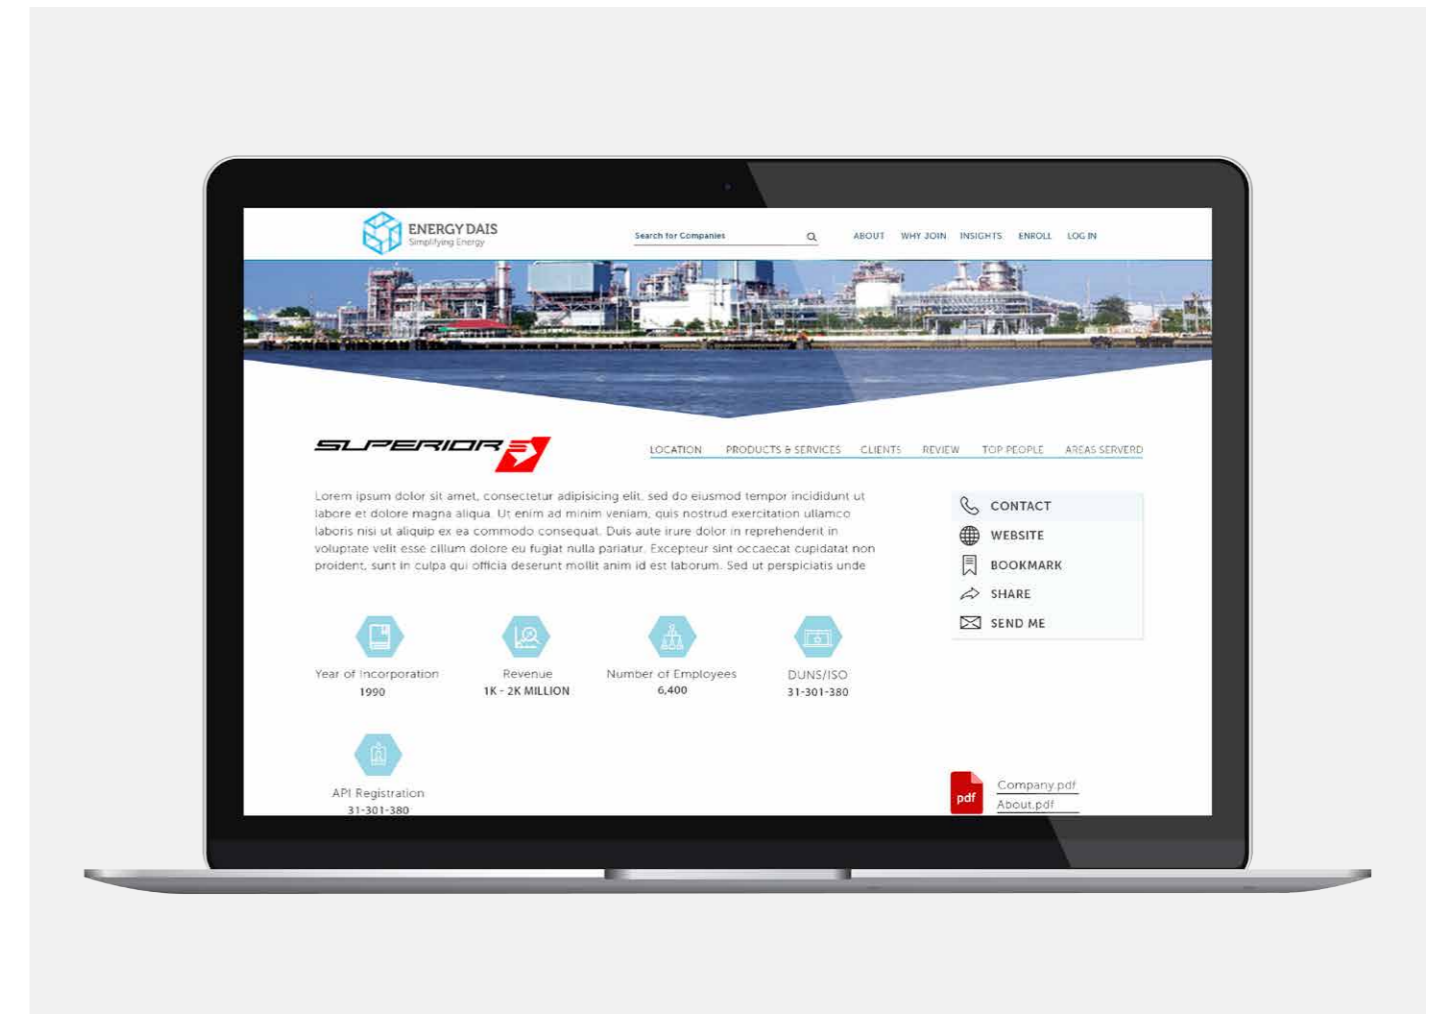 ENERGY DAIS
Simplifying Energy
Search for Companies
ABOUT WHY JOIN INSIGHTS ENROLL LOG IN
SUPERIOR
LOCATION PRODUCTS & SERVICES CLIENTS REVIEW TOP PEOPLE AREAS SERVERD
Lorem ipsum dolor sit amet, consectetur adipisicing elit, sed do eiusmod tempor incididunt ut
labore et dolore magna aliqua. Ut enim ad minim veniam, quis nostrud exercitation ullamco
laboris nisi ut aliquip ex ea commodo consequat. Duis aute irure dolor in reprehenderit in
voluptate velit esse cillum dolore eu fugiat nulla pariatur. Excepteur sint occaecat cupidatat non
proident, sunt in culpa qui officia deserunt mollit anim id est laborum. Sed ut perspiciatis unde
CONTACT
WEBSITE
BOOKMARK
SHARE
SEND ME
Year of Incorporation
1990
Revenue
1K - 2K MILLION
Number of Employees
6,400
DUNS/ISO
31-301-380
API Registration
31-301-380
pdf
Company.pdf
About.pdf